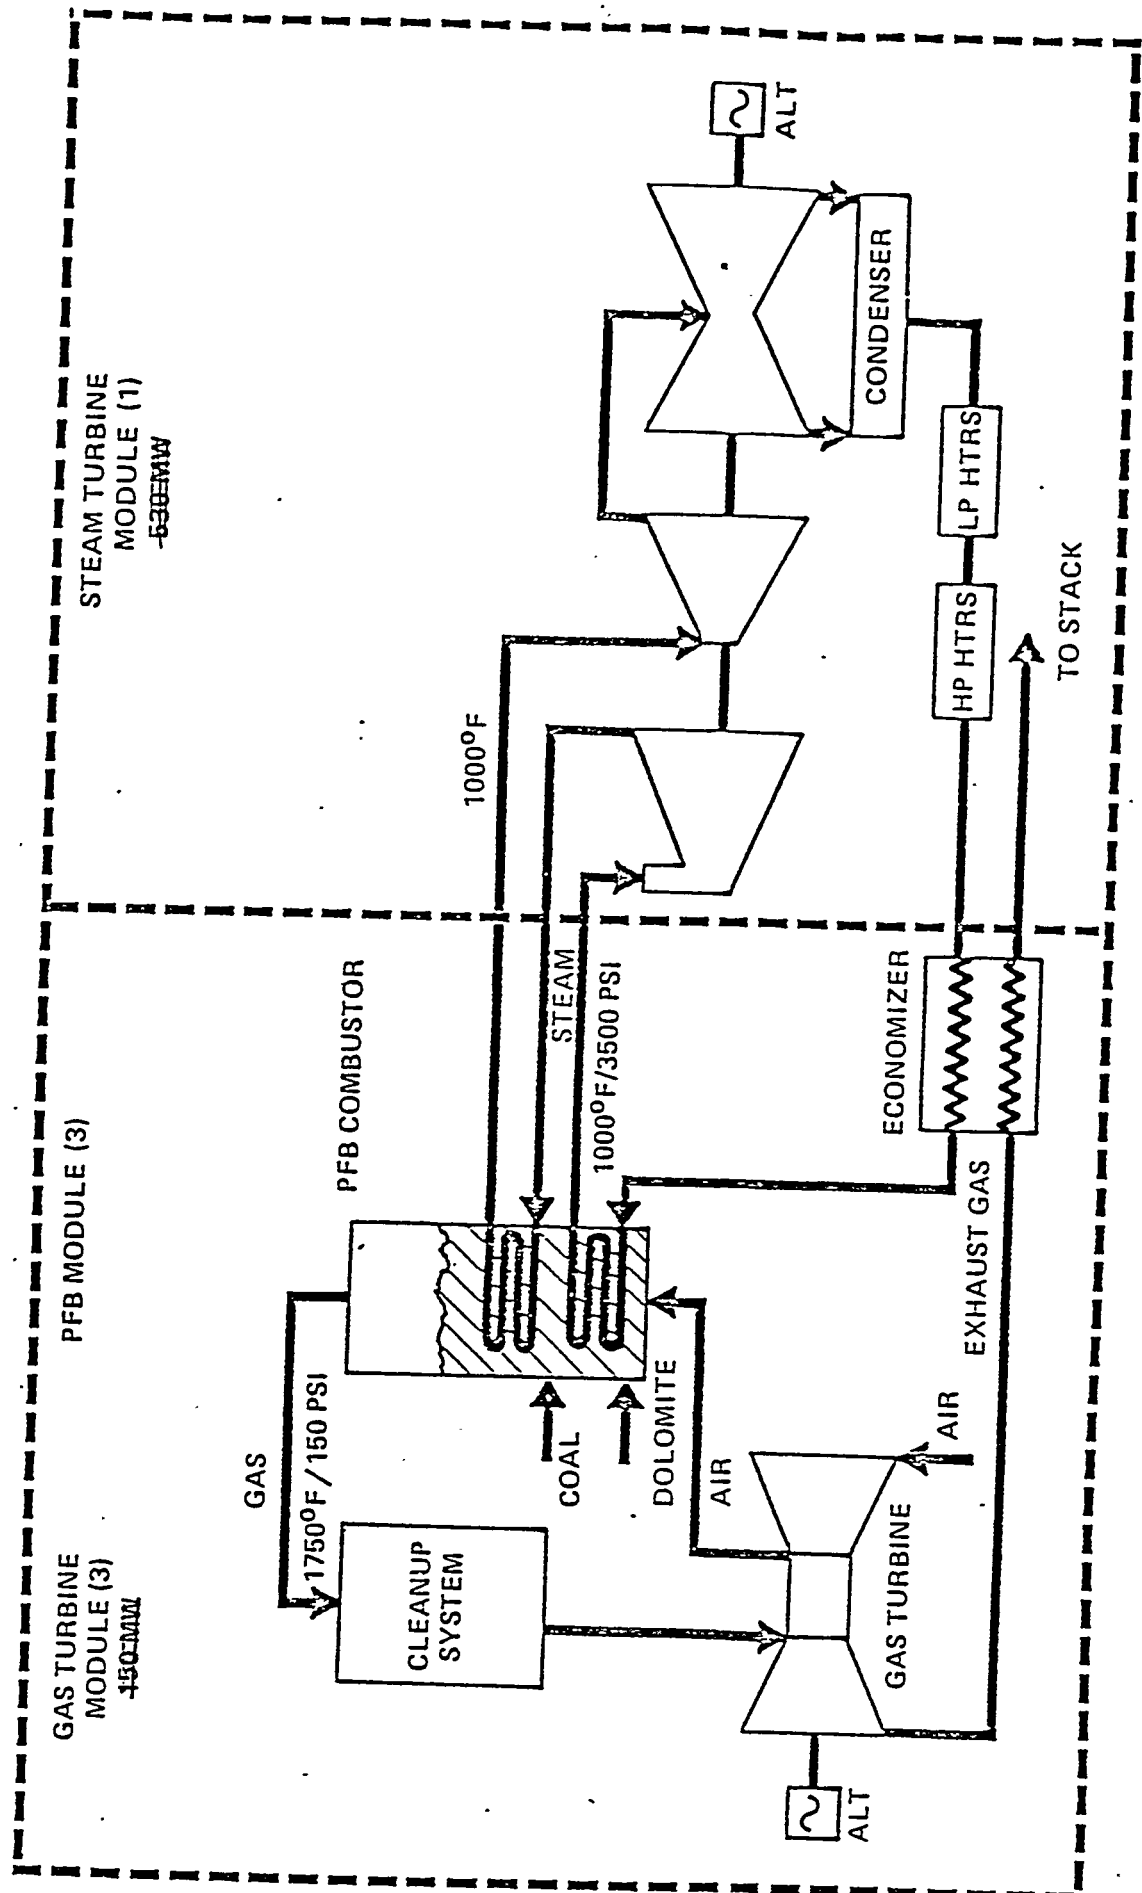 GAS TURBINE
MODULE (3)
150 MW
PFB MODULE (3)
STEAM TURBINE
MODULE (1)
530 MW
GAS
1750°F/150 PSI
PFB COMBUSTOR
1000°F
STEAM
1000°F/3500 PSI
CLEANUP
SYSTEM
COAL
DOLOMITE
AIR
AIR
GAS TURBINE
ALT
EXHAUST GAS
ECONOMIZER
HP HTRS
LP HTRS
CONDENSER
ALT
TO STACK